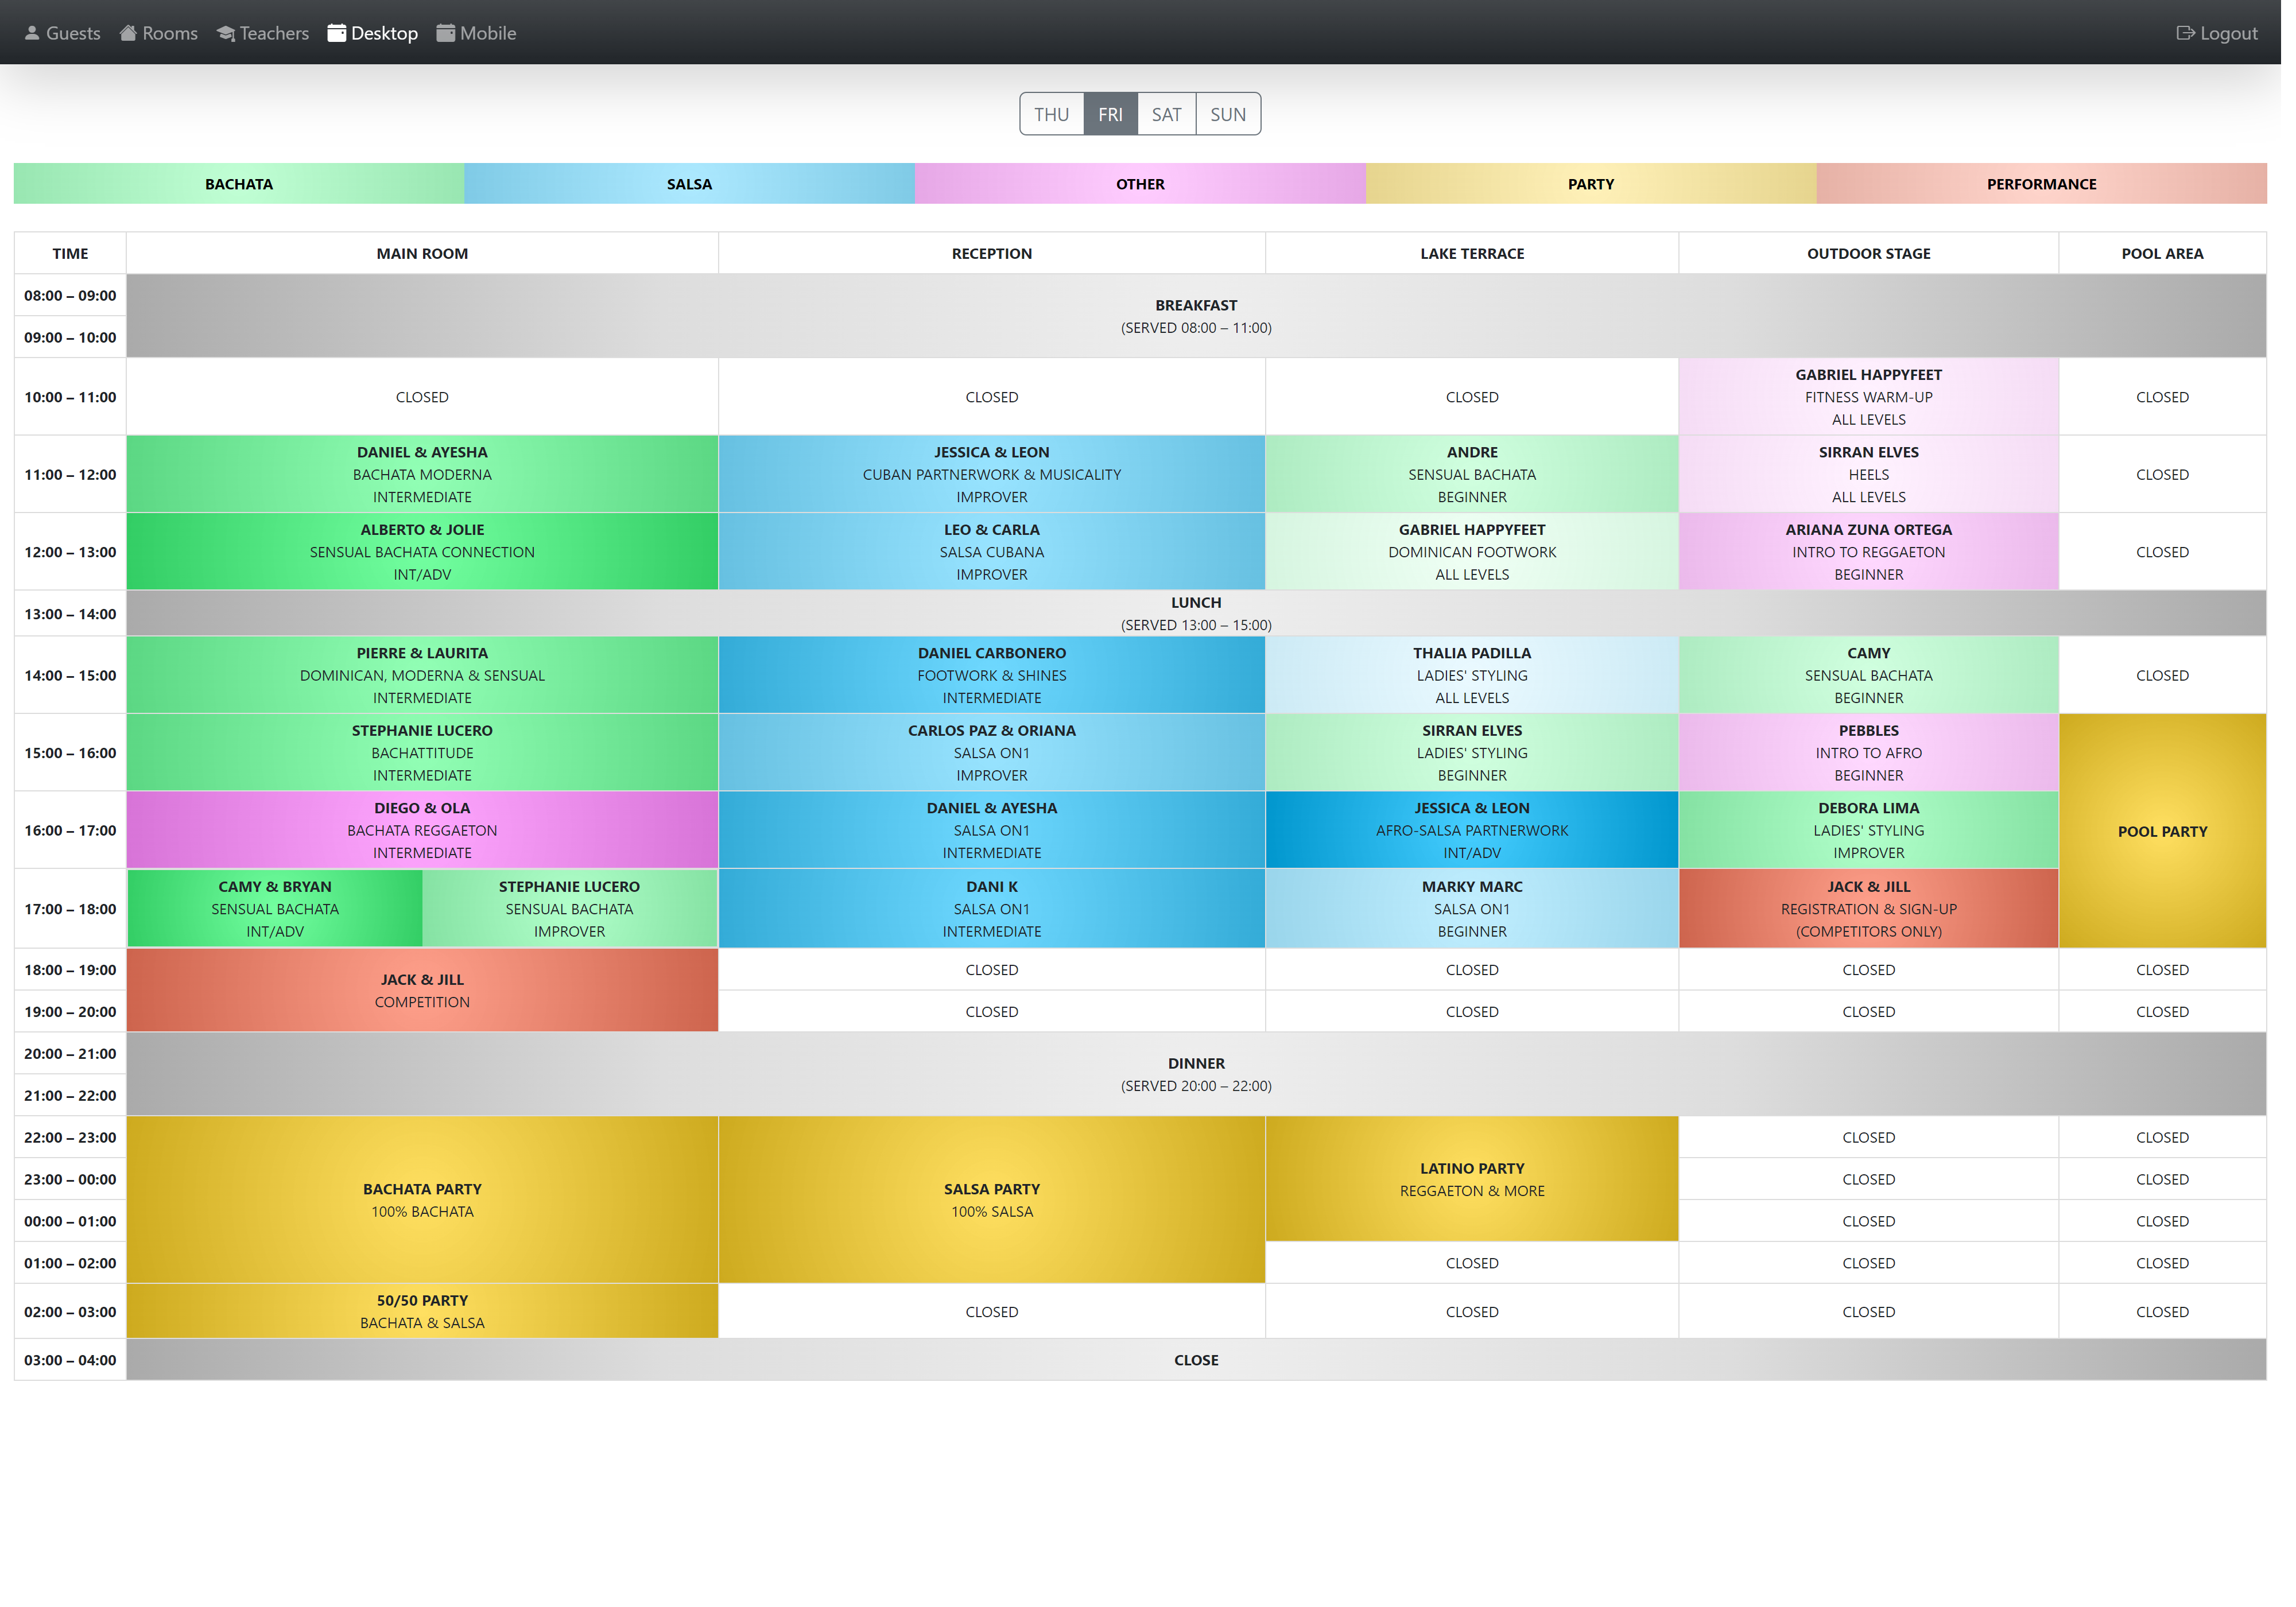 Guests Rooms Teachers Desktop Mobile Logout
THU FRI SAT SUN
BACHATA SALSA OTHER PARTY PERFORMANCE
TIME MAIN ROOM RECEPTION LAKE TERRACE OUTDOOR STAGE POOL AREA
08:00 – 09:00
BREAKFAST
(SERVED 08:00 – 11:00)
09:00 – 10:00
10:00 – 11:00
CLOSED
CLOSED
CLOSED
GABRIEL HAPPYFEET
FITNESS WARM-UP
ALL LEVELS
CLOSED
11:00 – 12:00
DANIEL & AYESHA
BACHATA MODERNA
INTERMEDIATE
JESSICA & LEON
CUBAN PARTNERWORK & MUSICALITY
IMPROVER
ANDRE
SENSUAL BACHATA
BEGINNER
SIRRAN ELVES
HEELS
ALL LEVELS
CLOSED
12:00 – 13:00
ALBERTO & JOLIE
SENSUAL BACHATA CONNECTION
INT/ADV
LEO & CARLA
SALSA CUBANA
IMPROVER
GABRIEL HAPPYFEET
DOMINICAN FOOTWORK
ALL LEVELS
ARIANA ZUNA ORTEGA
INTRO TO REGGAETON
BEGINNER
CLOSED
13:00 – 14:00
LUNCH
(SERVED 13:00 – 15:00)
14:00 – 15:00
PIERRE & LAURITA
DOMINICAN, MODERNA & SENSUAL
INTERMEDIATE
DANIEL CARBONERO
FOOTWORK & SHINES
INTERMEDIATE
THALIA PADILLA
LADIES' STYLING
ALL LEVELS
CAMY
SENSUAL BACHATA
BEGINNER
CLOSED
15:00 – 16:00
STEPHANIE LUCERO
BACHATTITUDE
INTERMEDIATE
CARLOS PAZ & ORIANA
SALSA ON1
IMPROVER
SIRRAN ELVES
LADIES' STYLING
BEGINNER
PEBBLES
INTRO TO AFRO
BEGINNER
POOL PARTY
16:00 – 17:00
DIEGO & OLA
BACHATA REGGAETON
INTERMEDIATE
DANIEL & AYESHA
SALSA ON1
INTERMEDIATE
JESSICA & LEON
AFRO-SALSA PARTNERWORK
INT/ADV
DEBORA LIMA
LADIES' STYLING
IMPROVER
17:00 – 18:00
CAMY & BRYAN
SENSUAL BACHATA
INT/ADV
STEPHANIE LUCERO
SENSUAL BACHATA
IMPROVER
DANI K
SALSA ON1
INTERMEDIATE
MARKY MARC
SALSA ON1
BEGINNER
JACK & JILL
REGISTRATION & SIGN-UP
(COMPETITORS ONLY)
18:00 – 19:00
JACK & JILL
COMPETITION
CLOSED
CLOSED
CLOSED
CLOSED
19:00 – 20:00
CLOSED
CLOSED
CLOSED
CLOSED
20:00 – 21:00
DINNER
(SERVED 20:00 – 22:00)
21:00 – 22:00
22:00 – 23:00
BACHATA PARTY
100% BACHATA
SALSA PARTY
100% SALSA
LATINO PARTY
REGGAETON & MORE
CLOSED
CLOSED
23:00 – 00:00
CLOSED
CLOSED
00:00 – 01:00
CLOSED
CLOSED
01:00 – 02:00
CLOSED
CLOSED
CLOSED
02:00 – 03:00
50/50 PARTY
BACHATA & SALSA
CLOSED
CLOSED
CLOSED
CLOSED
03:00 – 04:00
CLOSE